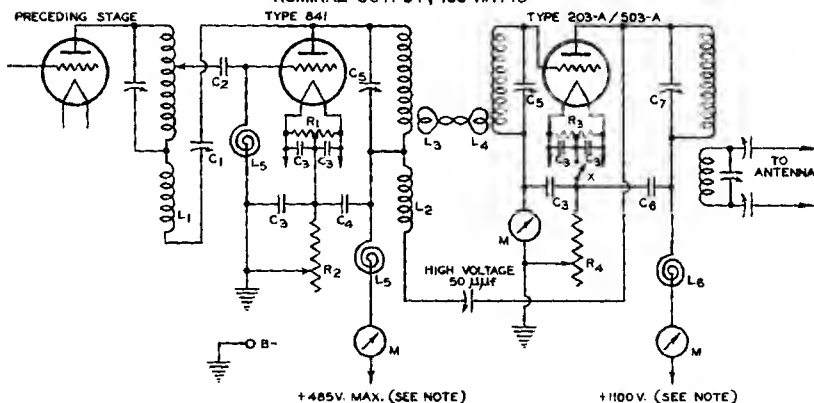 NOMINAL OUTPUT, 100 WATTS
PRECEDING STAGE
TYPE 841
TYPE 203-A/503-A
C2
C5
C5
C7
R1
R3
L3
L4
C1
L5
C3
C3
C3
C3
X
TO
ANTENNA
L1
C3
C4
L2
C3
C6
M
R2
L5
HIGH VOLTAGE
50 µµf
R4
L6
B-
M
M
+485V. MAX. (SEE NOTE)
+1100V. (SEE NOTE)